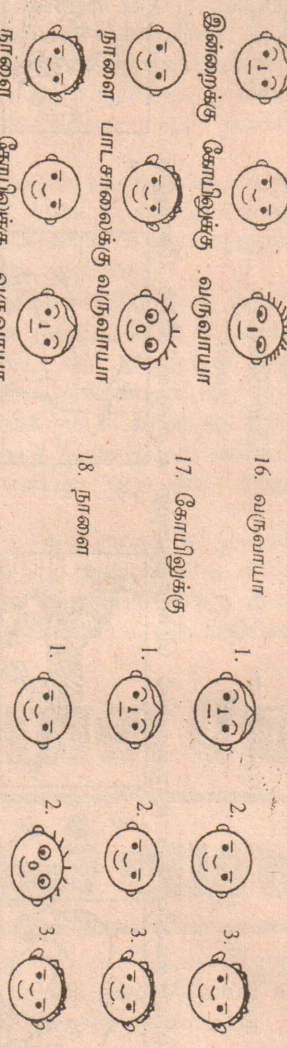 இன்றைக்கு கோயிலுக்கு வருவாயா
நாளை பாடசாலைக்கு வருவாயா
நாளை கோயிலுக்கு வருவாயா
16. வருவாயா 1. 2. 3.
17. கோயிலுக்கு 1. 2. 3.
18. நாளை 1. 2. 3.